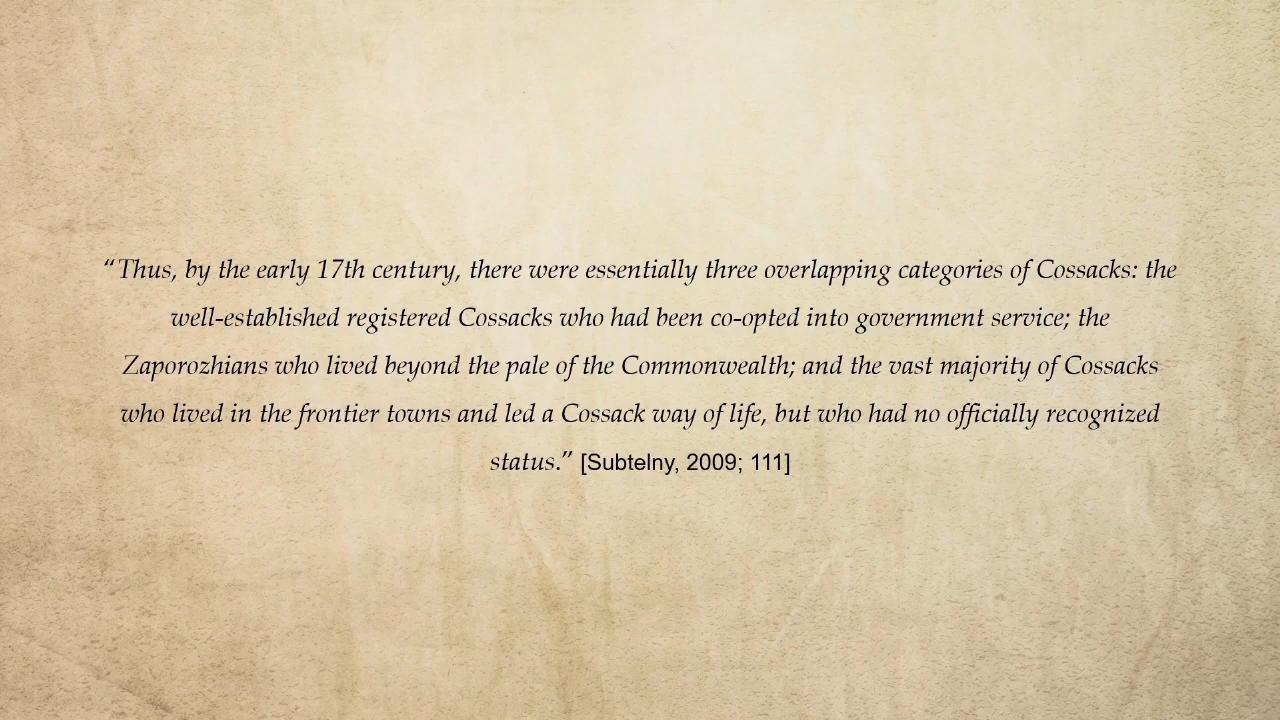 “Thus, by the early 17th century, there were essentially three overlapping categories of Cossacks: the
well-established registered Cossacks who had been co-opted into government service; the
Zaporozhians who lived beyond the pale of the Commonwealth; and the vast majority of Cossacks
who lived in the frontier towns and led a Cossack way of life, but who had no officially recognized
status.” [Subtelny, 2009; 111]